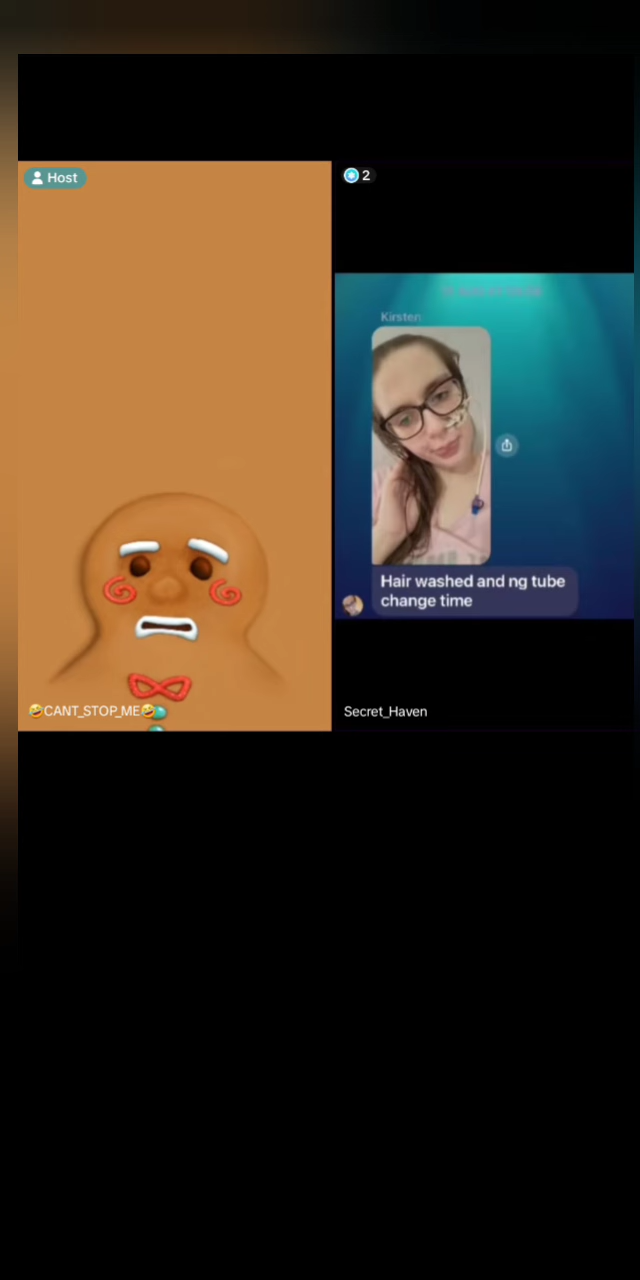 Host
2
Kirsten
Hair washed and ng tube
change time
🤣CANT_STOP_ME🤣
Secret_Haven